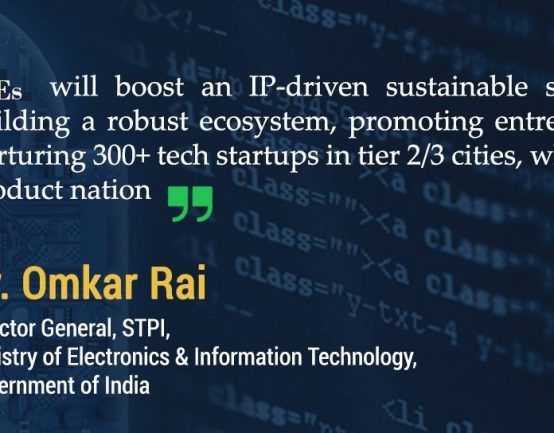 Es will boost an IP-driven sustainable s
ilding a robust ecosystem, promoting entre
rturing 300+ tech startups in tier 2/3 cities, w
oduct nation
r. Omkar Rai
ctor General, STPI,
istry of Electronics & Information Technology,
ernment of India